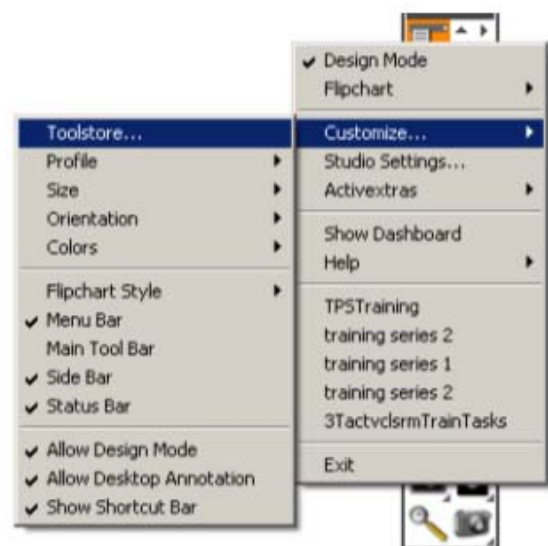 Design Mode
Flipchart
Customize...
Studio Settings...
Activextras
Show Dashboard
Help
TPSTraining
training series 2
training series 1
training series 2
3TactvclsrmTrainTasks
Exit
Toolstore...
Profile
Size
Orientation
Colors
Flipchart Style
Menu Bar
Main Tool Bar
Side Bar
Status Bar
Allow Design Mode
Allow Desktop Annotation
Show Shortcut Bar